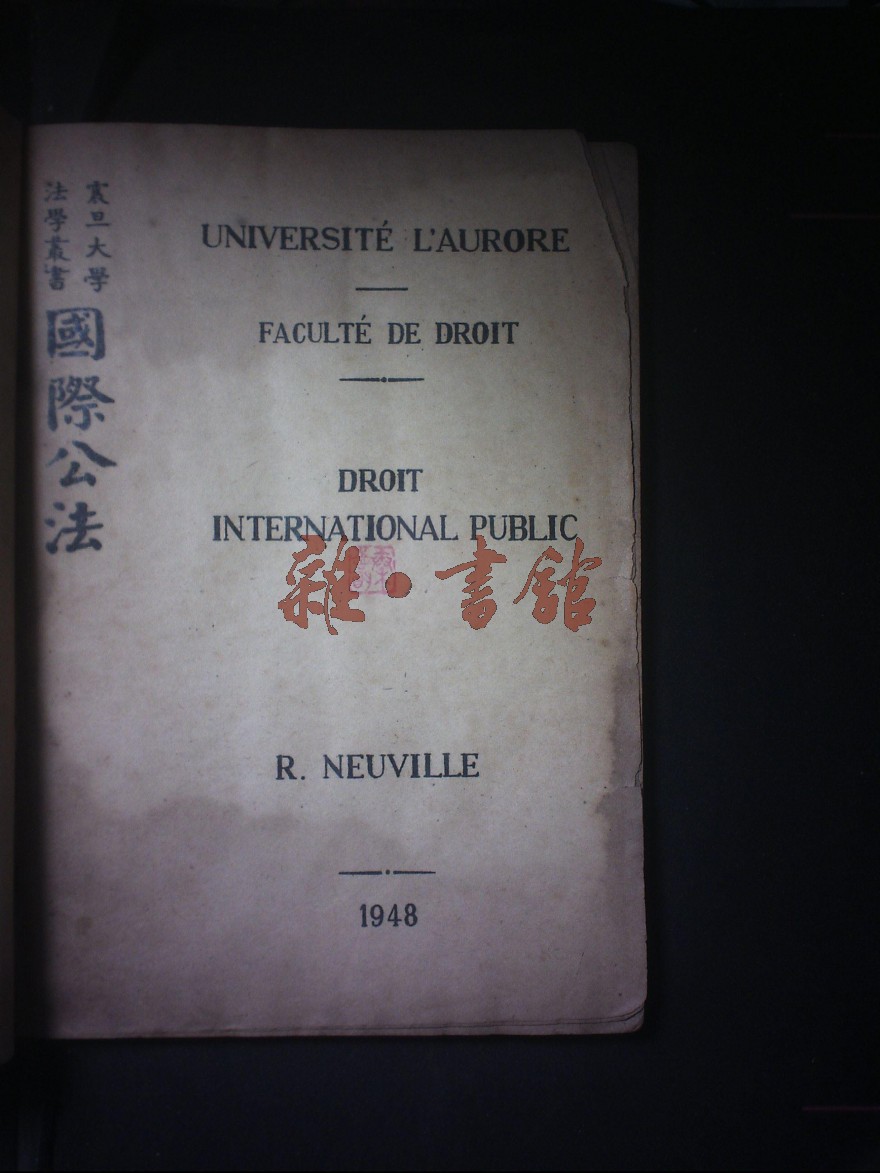 震旦大學
法學叢書
國際公法
UNIVERSITÉ L'AURORE
FACULTÉ DE DROIT
DROIT
INTERNATIONAL PUBLIC
雜·書館
R. NEUVILLE
1948